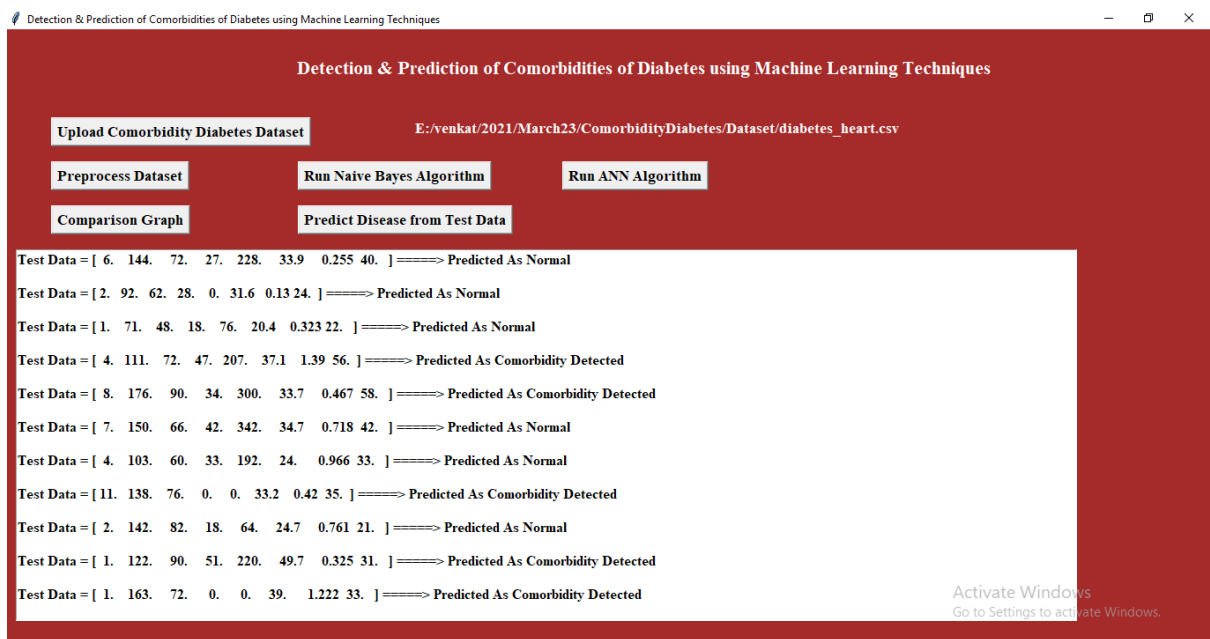 Detection & Prediction of Comorbidities of Diabetes using Machine Learning Techniques
Detection & Prediction of Comorbidities of Diabetes using Machine Learning Techniques
Upload Comorbidity Diabetes Dataset E:/venkat/2021/March23/ComorbidityDiabetes/Dataset/diabetes_heart.csv
Preprocess Dataset Run Naive Bayes Algorithm Run ANN Algorithm
Comparison Graph Predict Disease from Test Data
Test Data = [ 6. 144. 72. 27. 228. 33.9 0.255 40. ] =====> Predicted As Normal
Test Data = [ 2. 92. 62. 28. 0. 31.6 0.13 24. ] =====> Predicted As Normal
Test Data = [ 1. 71. 48. 18. 76. 20.4 0.323 22. ] =====> Predicted As Normal
Test Data = [ 4. 111. 72. 47. 207. 37.1 1.39 56. ] =====> Predicted As Comorbidity Detected
Test Data = [ 8. 176. 90. 34. 300. 33.7 0.467 58. ] =====> Predicted As Comorbidity Detected
Test Data = [ 7. 150. 66. 42. 342. 34.7 0.718 42. ] =====> Predicted As Normal
Test Data = [ 4. 103. 60. 33. 192. 24. 0.966 33. ] =====> Predicted As Normal
Test Data = [ 11. 138. 76. 0. 0. 33.2 0.42 35. ] =====> Predicted As Comorbidity Detected
Test Data = [ 2. 142. 82. 18. 64. 24.7 0.761 21. ] =====> Predicted As Normal
Test Data = [ 1. 122. 90. 51. 220. 49.7 0.325 31. ] =====> Predicted As Comorbidity Detected
Test Data = [ 1. 163. 72. 0. 0. 39. 1.222 33. ] =====> Predicted As Comorbidity Detected
Activate Windows
Go to Settings to activate Windows.